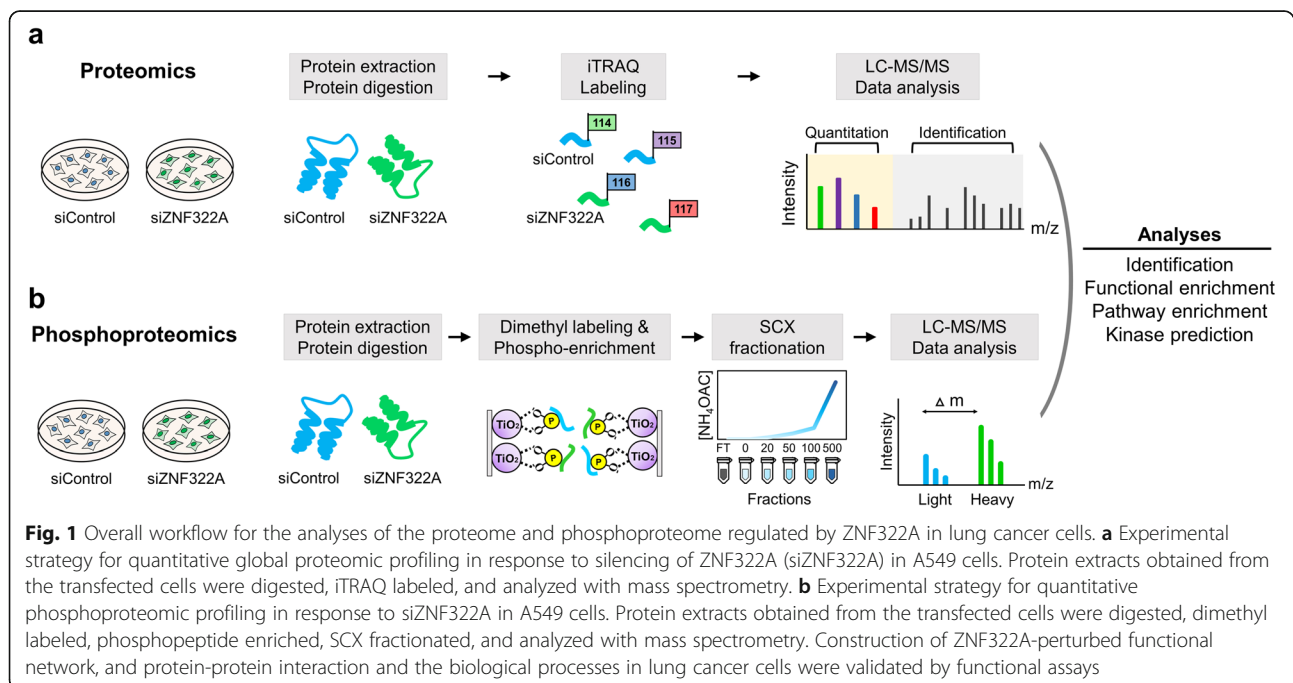 a
Proteomics
Protein extraction
Protein digestion
iTRAQ
Labeling
LC-MS/MS
Data analysis
siControl
siZNF322A
siControl
siZNF322A
114
115
siControl
116
siZNF322A
117
Quantitation
Identification
Intensity
m/z
Analyses
Identification
Functional enrichment
Pathway enrichment
Kinase prediction
b
Phosphoproteomics
Protein extraction
Protein digestion
Dimethyl labeling &
Phospho-enrichment
SCX
fractionation
LC-MS/MS
Data analysis
siControl
siZNF322A
siControl
siZNF322A
TiO2
P
P
TiO2
TiO2
P
P
TiO2
[NH4OAC]
FT 0 20 50 100 500
Fractions
Δ m
Intensity
m/z
Light
Heavy
Fig. 1 Overall workflow for the analyses of the proteome and phosphoproteome regulated by ZNF322A in lung cancer cells. a Experimental
strategy for quantitative global proteomic profiling in response to silencing of ZNF322A (siZNF322A) in A549 cells. Protein extracts obtained from
the transfected cells were digested, iTRAQ labeled, and analyzed with mass spectrometry. b Experimental strategy for quantitative
phosphoproteomic profiling in response to siZNF322A in A549 cells. Protein extracts obtained from the transfected cells were digested, dimethyl
labeled, phosphopeptide enriched, SCX fractionated, and analyzed with mass spectrometry. Construction of ZNF322A-perturbed functional
network, and protein-protein interaction and the biological processes in lung cancer cells were validated by functional assays